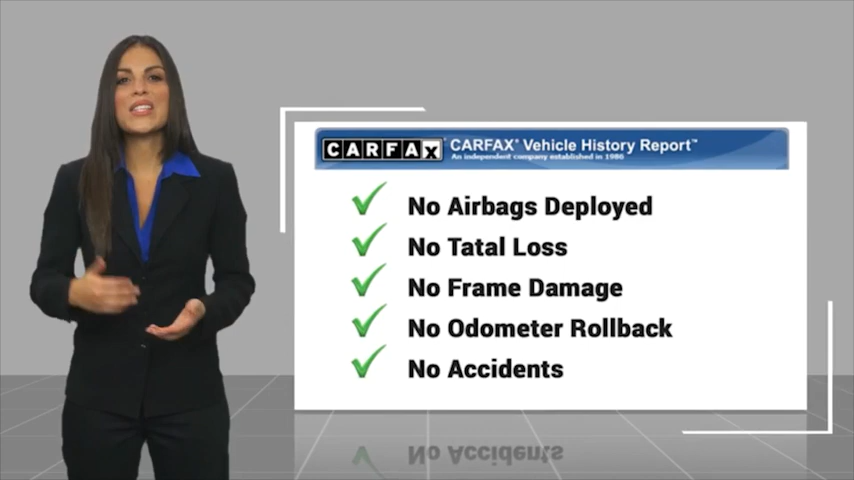 CARFAX CARFAX® Vehicle History Report™
An independent company established in 1986
No Airbags Deployed
No Tatal Loss
No Frame Damage
No Odometer Rollback
No Accidents
No Accidents